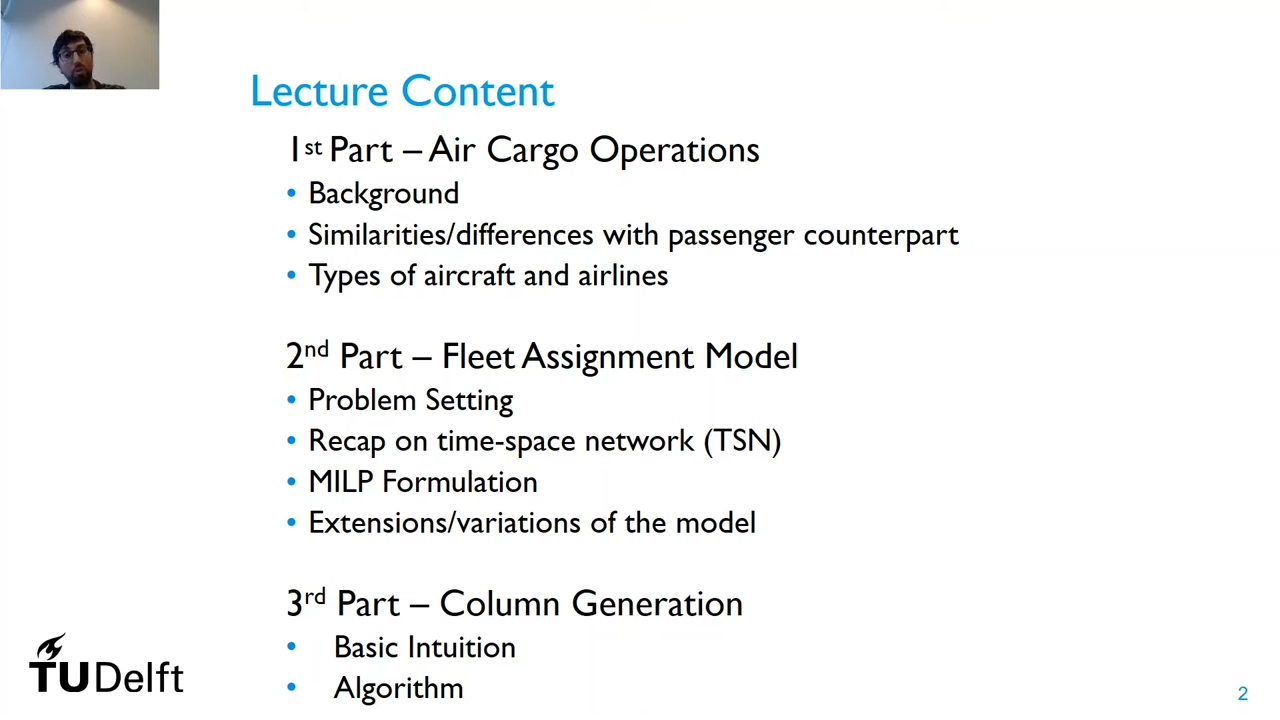 Lecture Content
1st Part – Air Cargo Operations
• Background
• Similarities/differences with passenger counterpart
• Types of aircraft and airlines
2nd Part – Fleet Assignment Model
• Problem Setting
• Recap on time-space network (TSN)
• MILP Formulation
• Extensions/variations of the model
3rd Part – Column Generation
• Basic Intuition
• Algorithm
TU Delft
2